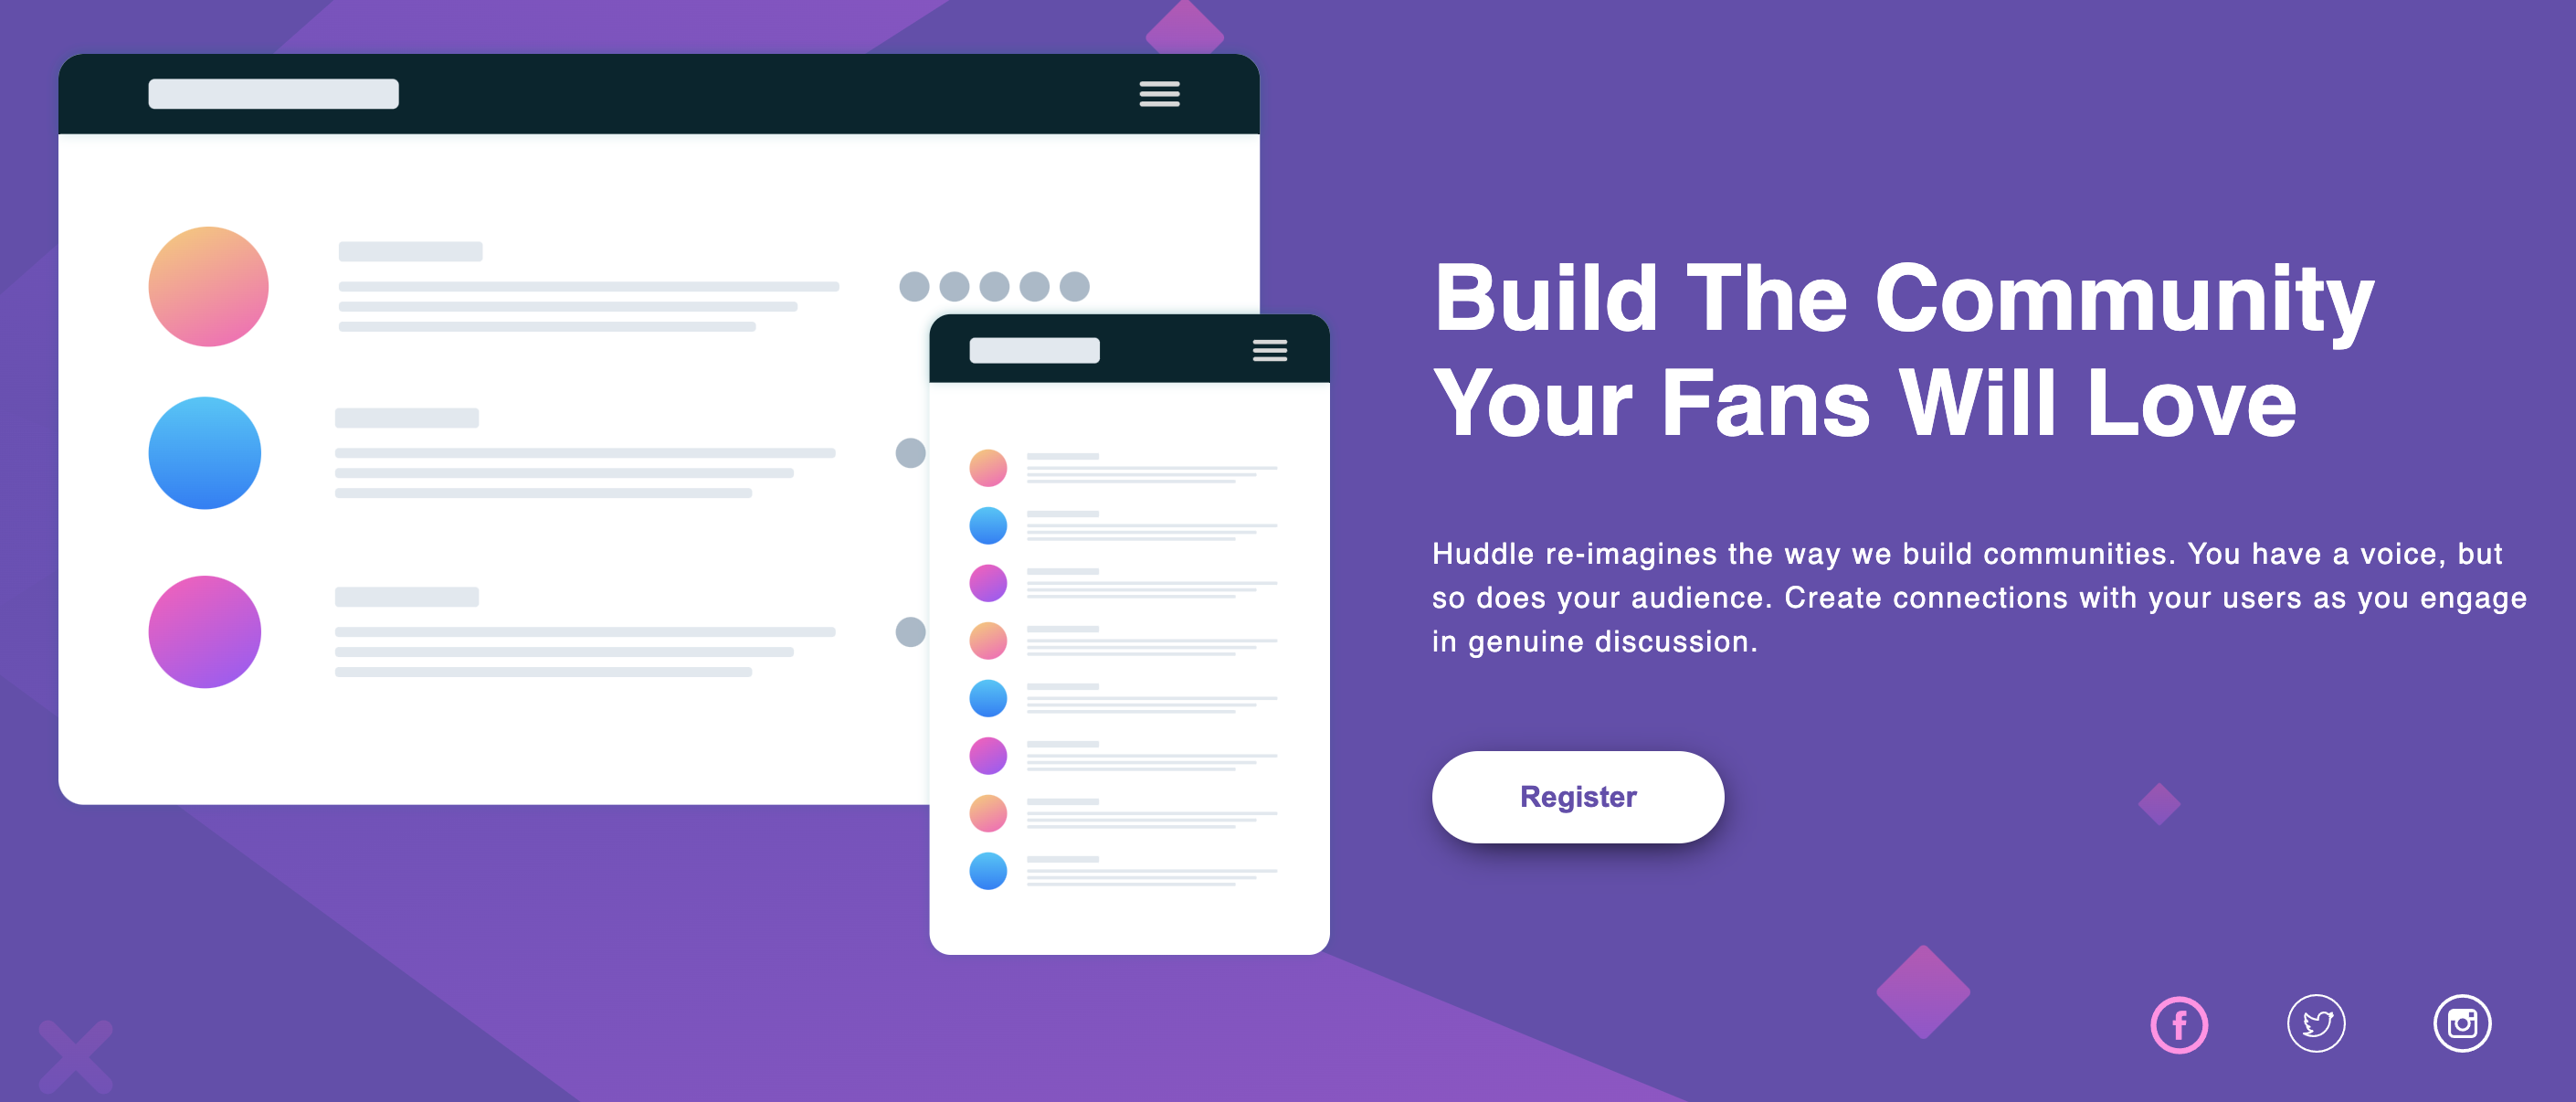 Build The Community
Your Fans Will Love
Huddle re-imagines the way we build communities. You have a voice, but
so does your audience. Create connections with your users as you engage
in genuine discussion.
Register